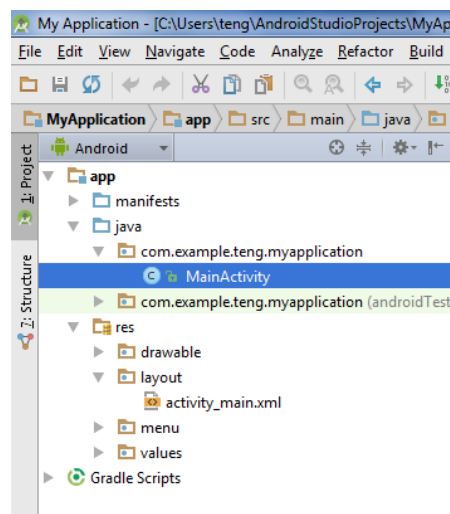 My Application - [C:\Users\teng\AndroidStudioProjects\MyAp
File Edit View Navigate Code Analyze Refactor Build
MyApplication app src main java
1: Project
Android
app
manifests
java
com.example.teng.myapplication
MainActivity
com.example.teng.myapplication (androidTest
7: Structure
res
drawable
layout
activity_main.xml
menu
values
Gradle Scripts